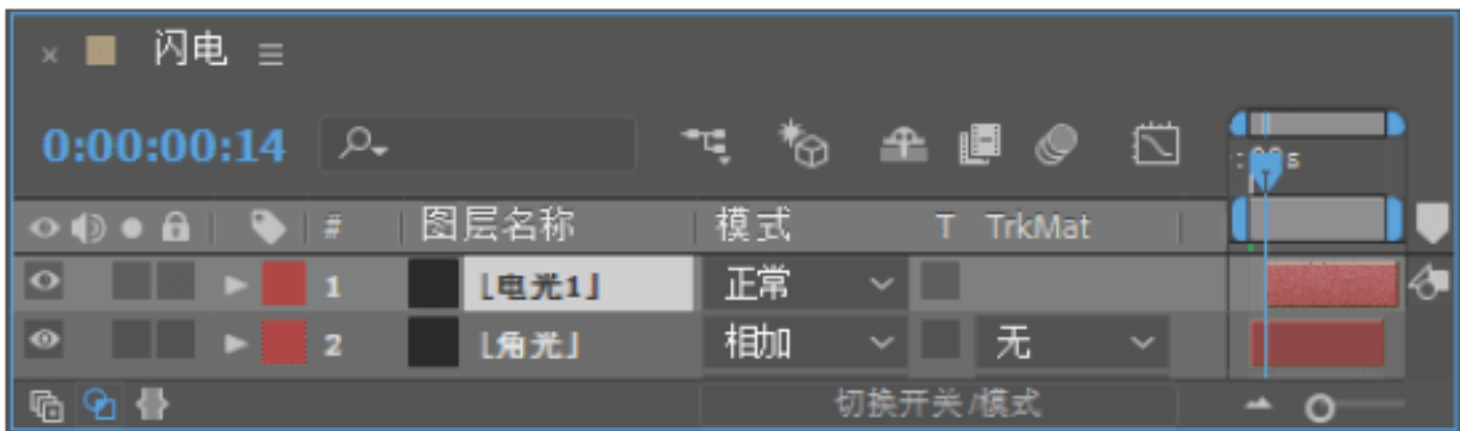 × 闪电 ≡
0:00:00:14
:00s
# 图层名称 模式 T TrkMat
1 [电光1] 正常
2 [角光] 相加 无
切换开关/模式